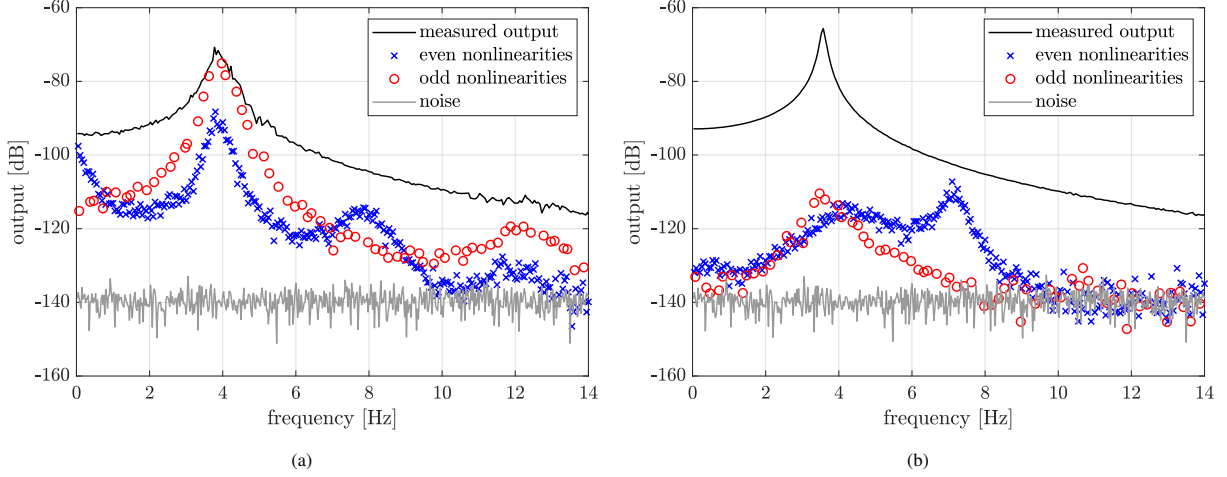 -60
-80
-100
-120
-140
-160
output [dB]
0 2 4 6 8 10 12 14
frequency [Hz]
measured output
even nonlinearities
odd nonlinearities
noise
(a)
-60
-80
-100
-120
-140
-160
output [dB]
0 2 4 6 8 10 12 14
frequency [Hz]
measured output
even nonlinearities
odd nonlinearities
noise
(b)